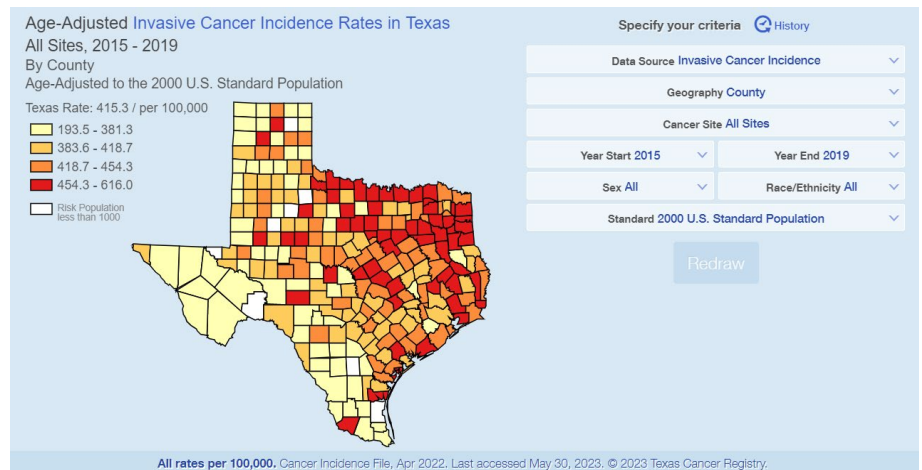 Age-Adjusted Invasive Cancer Incidence Rates in Texas
All Sites, 2015 - 2019
By County
Age-Adjusted to the 2000 U.S. Standard Population
Texas Rate: 415.3 / per 100,000
193.5 - 381.3
383.6 - 418.7
418.7 - 454.3
454.3 - 616.0
Risk Population
less than 1000
Specify your criteria History
Data Source Invasive Cancer Incidence
Geography County
Cancer Site All Sites
Year Start 2015
Year End 2019
Sex All
Race/Ethnicity All
Standard 2000 U.S. Standard Population
Redraw
All rates per 100,000. Cancer Incidence File, Apr 2022. Last accessed May 30, 2023. © 2023 Texas Cancer Registry.